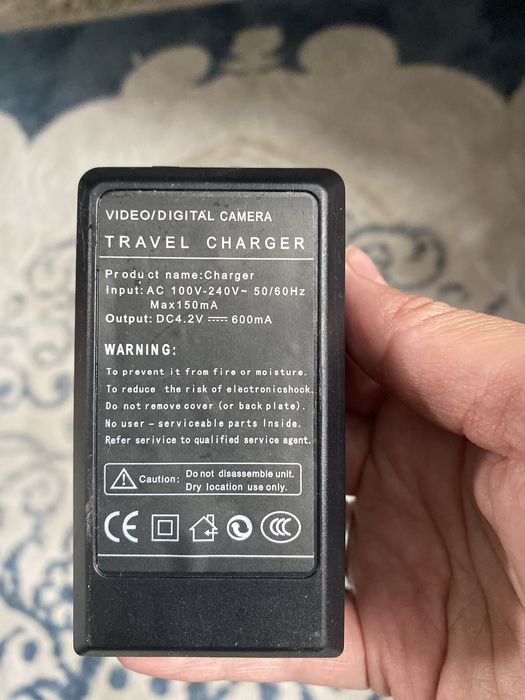 VIDEO/DIGITAL CAMERA
TRAVEL CHARGER
Product name:Charger
Input: AC 100V-240V~ 50/60Hz
Max150mA
Output: DC4.2V ⎓ 600mA
WARNING:
To prevent it from fire or moisture.
To reduce the risk of electronicshock.
Do not remove cover (or back plate).
No user - serviceable parts Inside.
Refer serivice to qualified service agent.
Caution: Do not disassemble unit.
Dry location use only.
CE CCC